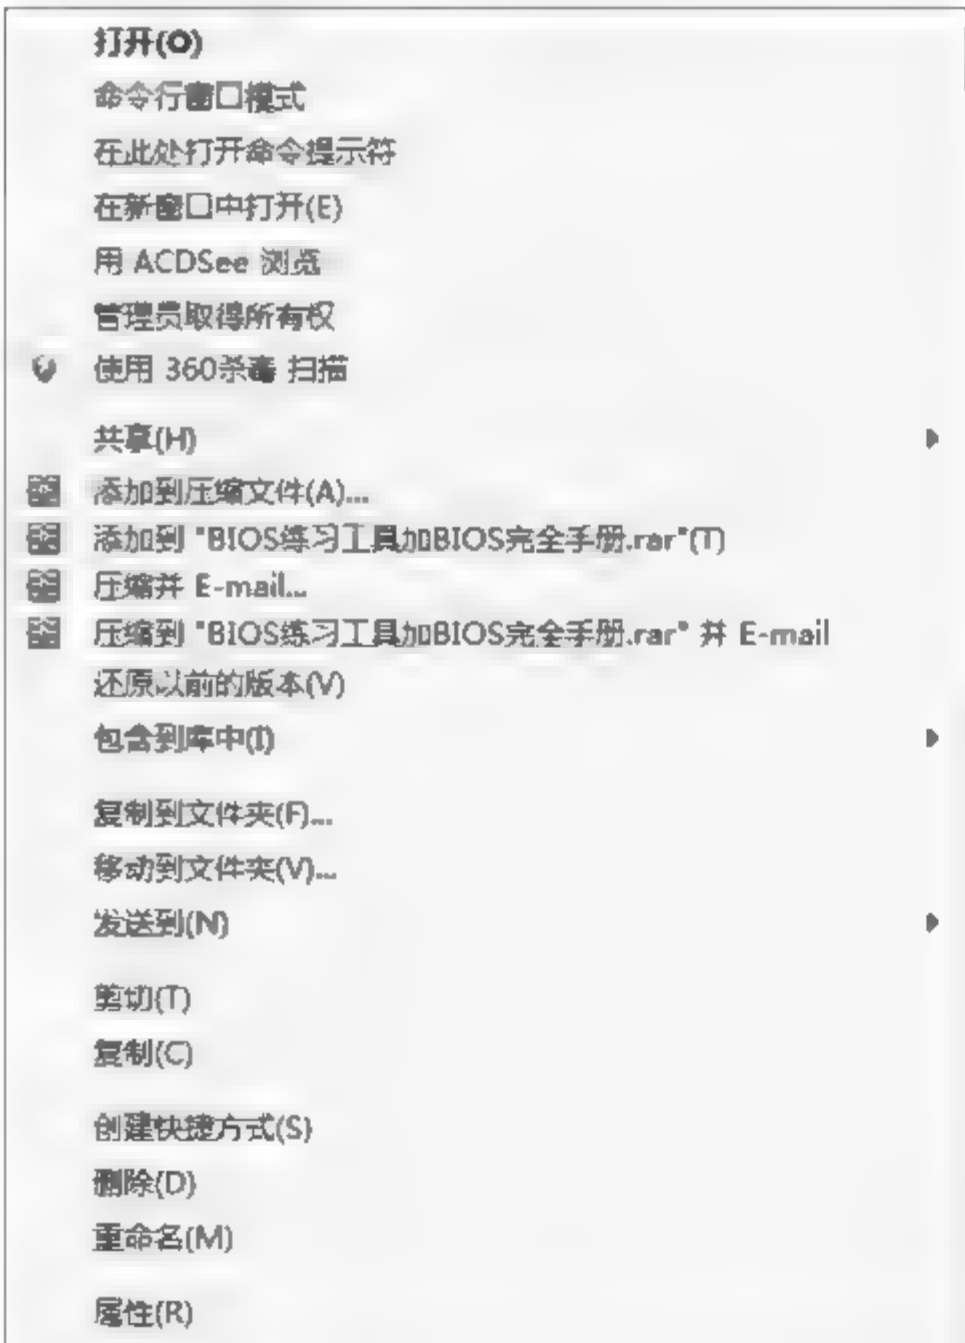 打开(O)
命令行窗口模式
在此处打开命令提示符
在新窗口中打开(E)
用 ACDSee 浏览
管理员取得所有权
使用 360杀毒 扫描
共享(H)
添加到压缩文件(A)...
添加到 "BIOS练习工具加BIOS完全手册.rar"(T)
压缩并 E-mail...
压缩到 "BIOS练习工具加BIOS完全手册.rar" 并 E-mail
还原以前的版本(V)
包含到库中(I)
复制到文件夹(F)...
移动到文件夹(V)...
发送到(N)
剪切(T)
复制(C)
创建快捷方式(S)
删除(D)
重命名(M)
属性(R)